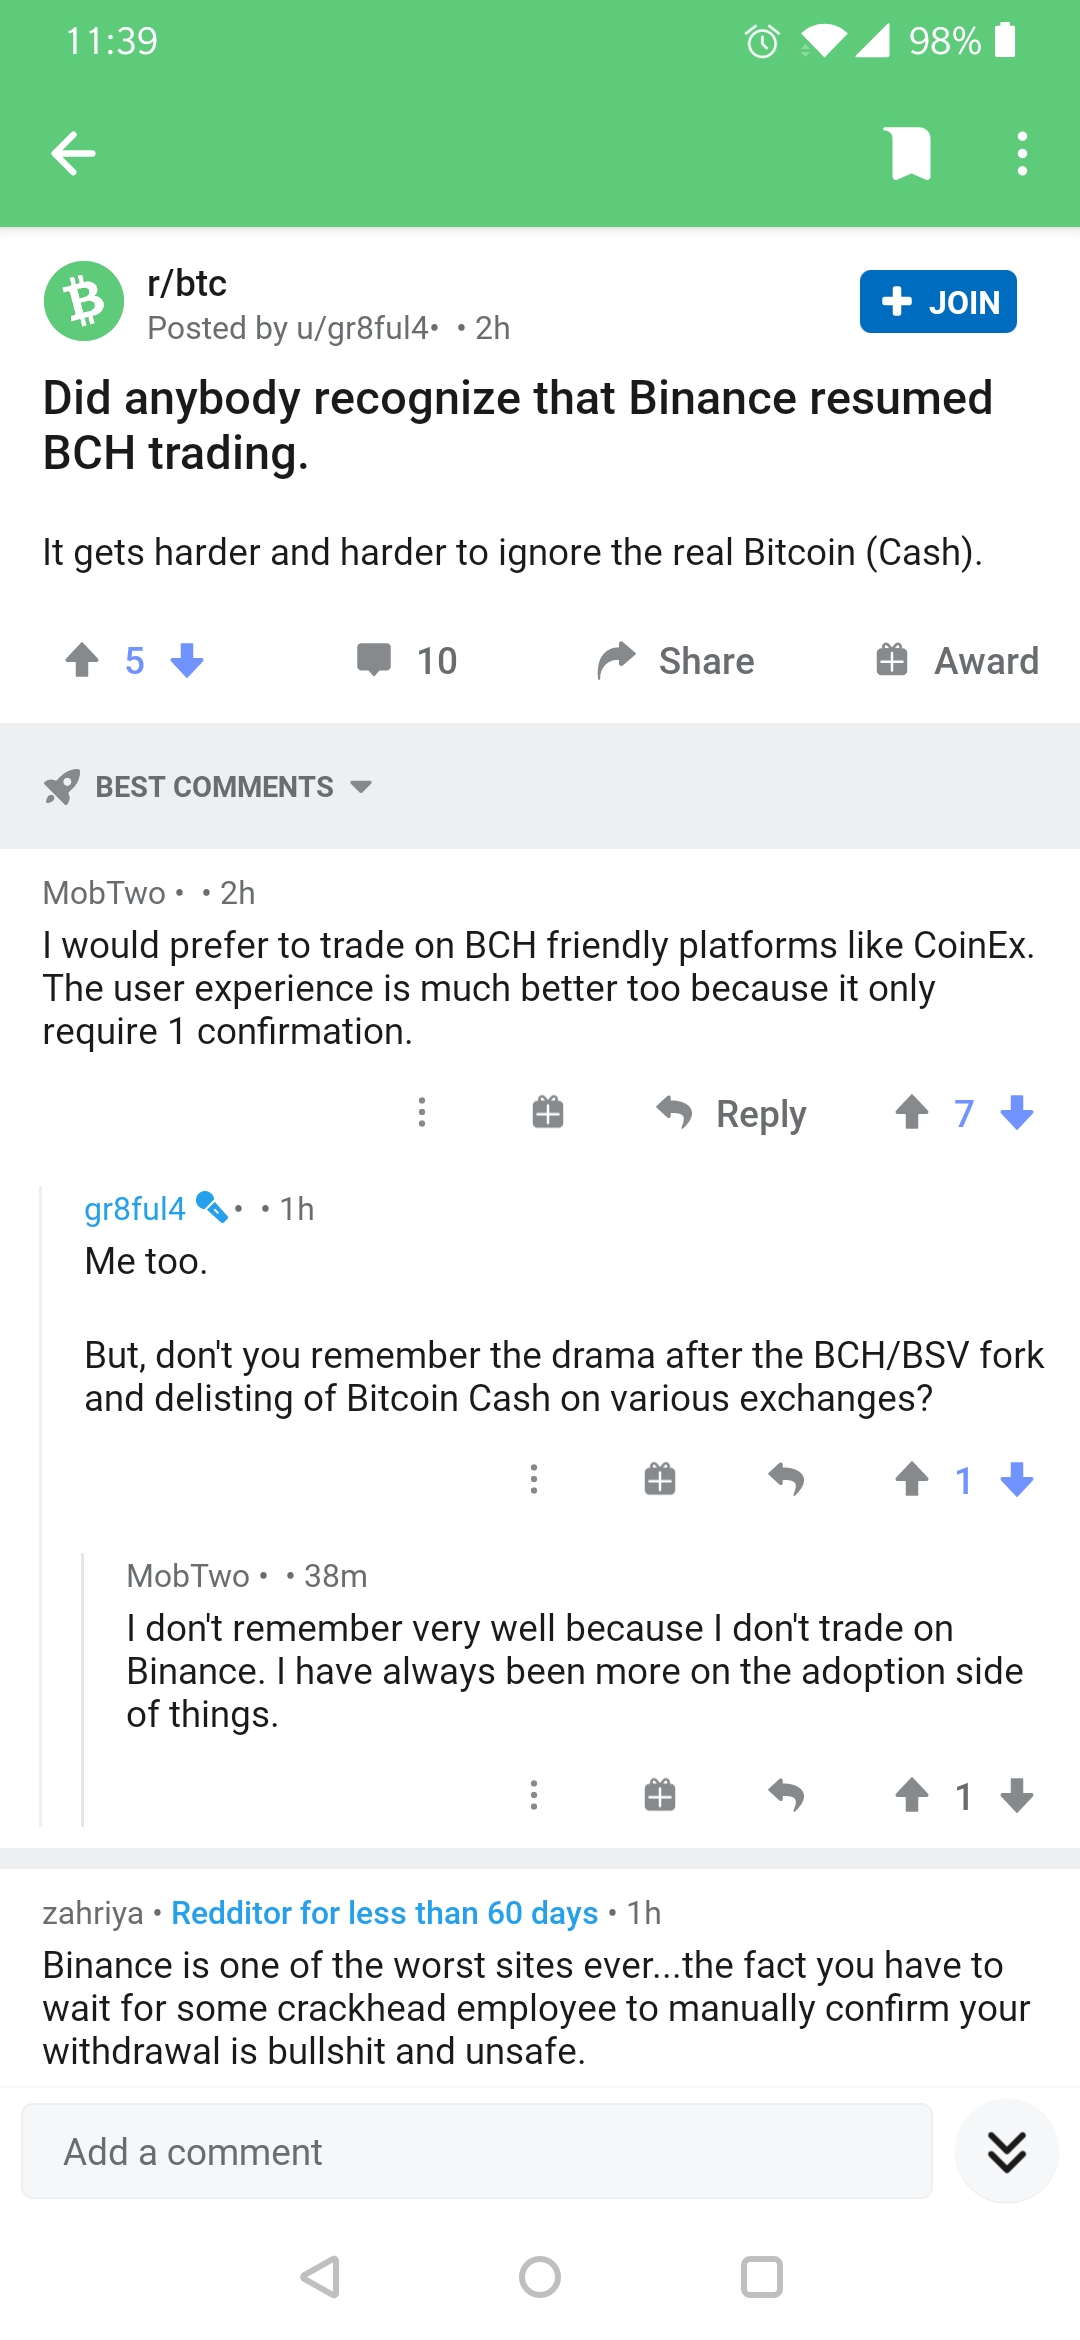 11:39
98%
r/btc
Posted by u/gr8ful4• • 2h
JOIN
Did anybody recognize that Binance resumed
BCH trading.
It gets harder and harder to ignore the real Bitcoin (Cash).
5
10
Share
Award
BEST COMMENTS
MobTwo • • 2h
I would prefer to trade on BCH friendly platforms like CoinEx.
The user experience is much better too because it only
require 1 confirmation.
Reply
7
gr8ful4 • • 1h
Me too.
But, don't you remember the drama after the BCH/BSV fork
and delisting of Bitcoin Cash on various exchanges?
1
MobTwo • • 38m
I don't remember very well because I don't trade on
Binance. I have always been more on the adoption side
of things.
1
zahriya • Redditor for less than 60 days • 1h
Binance is one of the worst sites ever...the fact you have to
wait for some crackhead employee to manually confirm your
withdrawal is bullshit and unsafe.
Add a comment